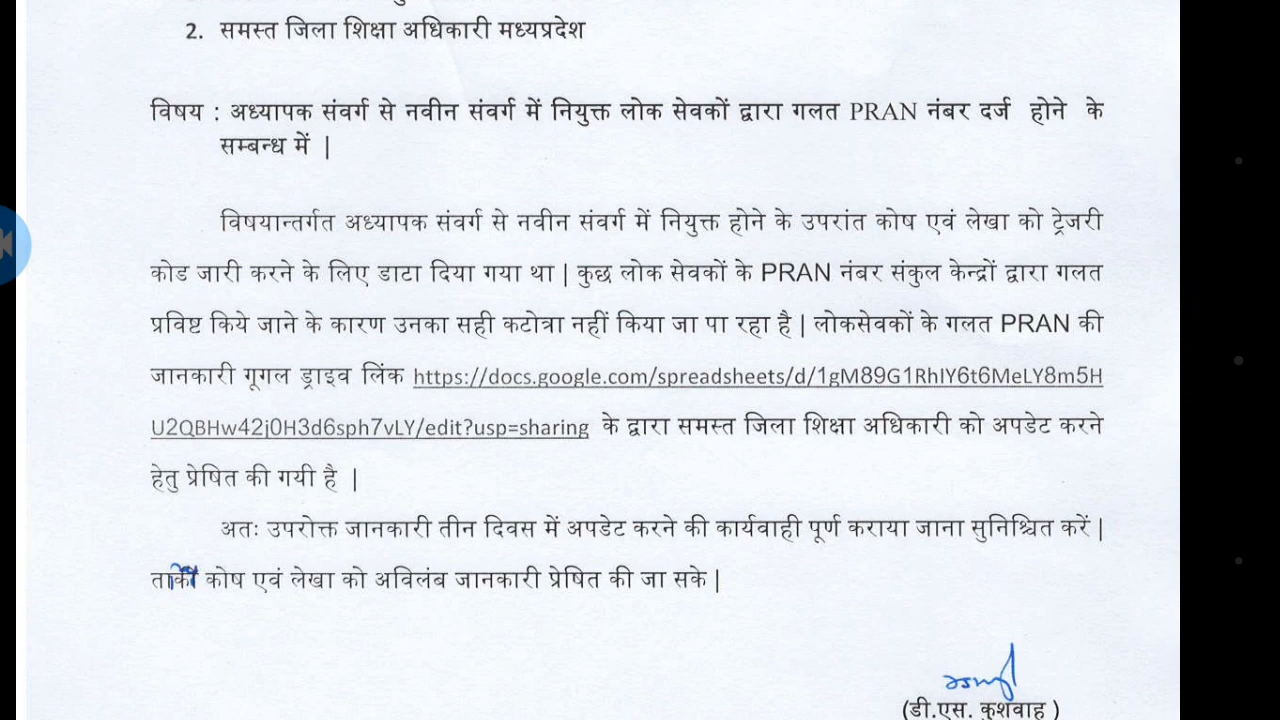 2. समस्त जिला शिक्षा अधिकारी मध्यप्रदेश
विषय : अध्यापक संवर्ग से नवीन संवर्ग में नियुक्त लोक सेवकों द्वारा गलत PRAN नंबर दर्ज होने के
सम्बन्ध में |
विषयान्तर्गत अध्यापक संवर्ग से नवीन संवर्ग में नियुक्त होने के उपरांत कोष एवं लेखा को ट्रेजरी
कोड जारी करने के लिए डाटा दिया गया था | कुछ लोक सेवकों के PRAN नंबर संकुल केन्द्रों द्वारा गलत
प्रविष्ट किये जाने के कारण उनका सही कटोत्रा नहीं किया जा पा रहा है | लोकसेवकों के गलत PRAN की
जानकारी गूगल ड्राइव लिंक https://docs.google.com/spreadsheets/d/1gM89G1RhIY6t6MeLY8m5H
U2QBHw42j0H3d6sph7vLY/edit?usp=sharing के द्वारा समस्त जिला शिक्षा अधिकारी को अपडेट करने
हेतु प्रेषित की गयी है |
अतः उपरोक्त जानकारी तीन दिवस में अपडेट करने की कार्यवाही पूर्ण कराया जाना सुनिश्चित करें |
ताकि कोष एवं लेखा को अविलंब जानकारी प्रेषित की जा सके |
(डी.एस. कुशवाह )